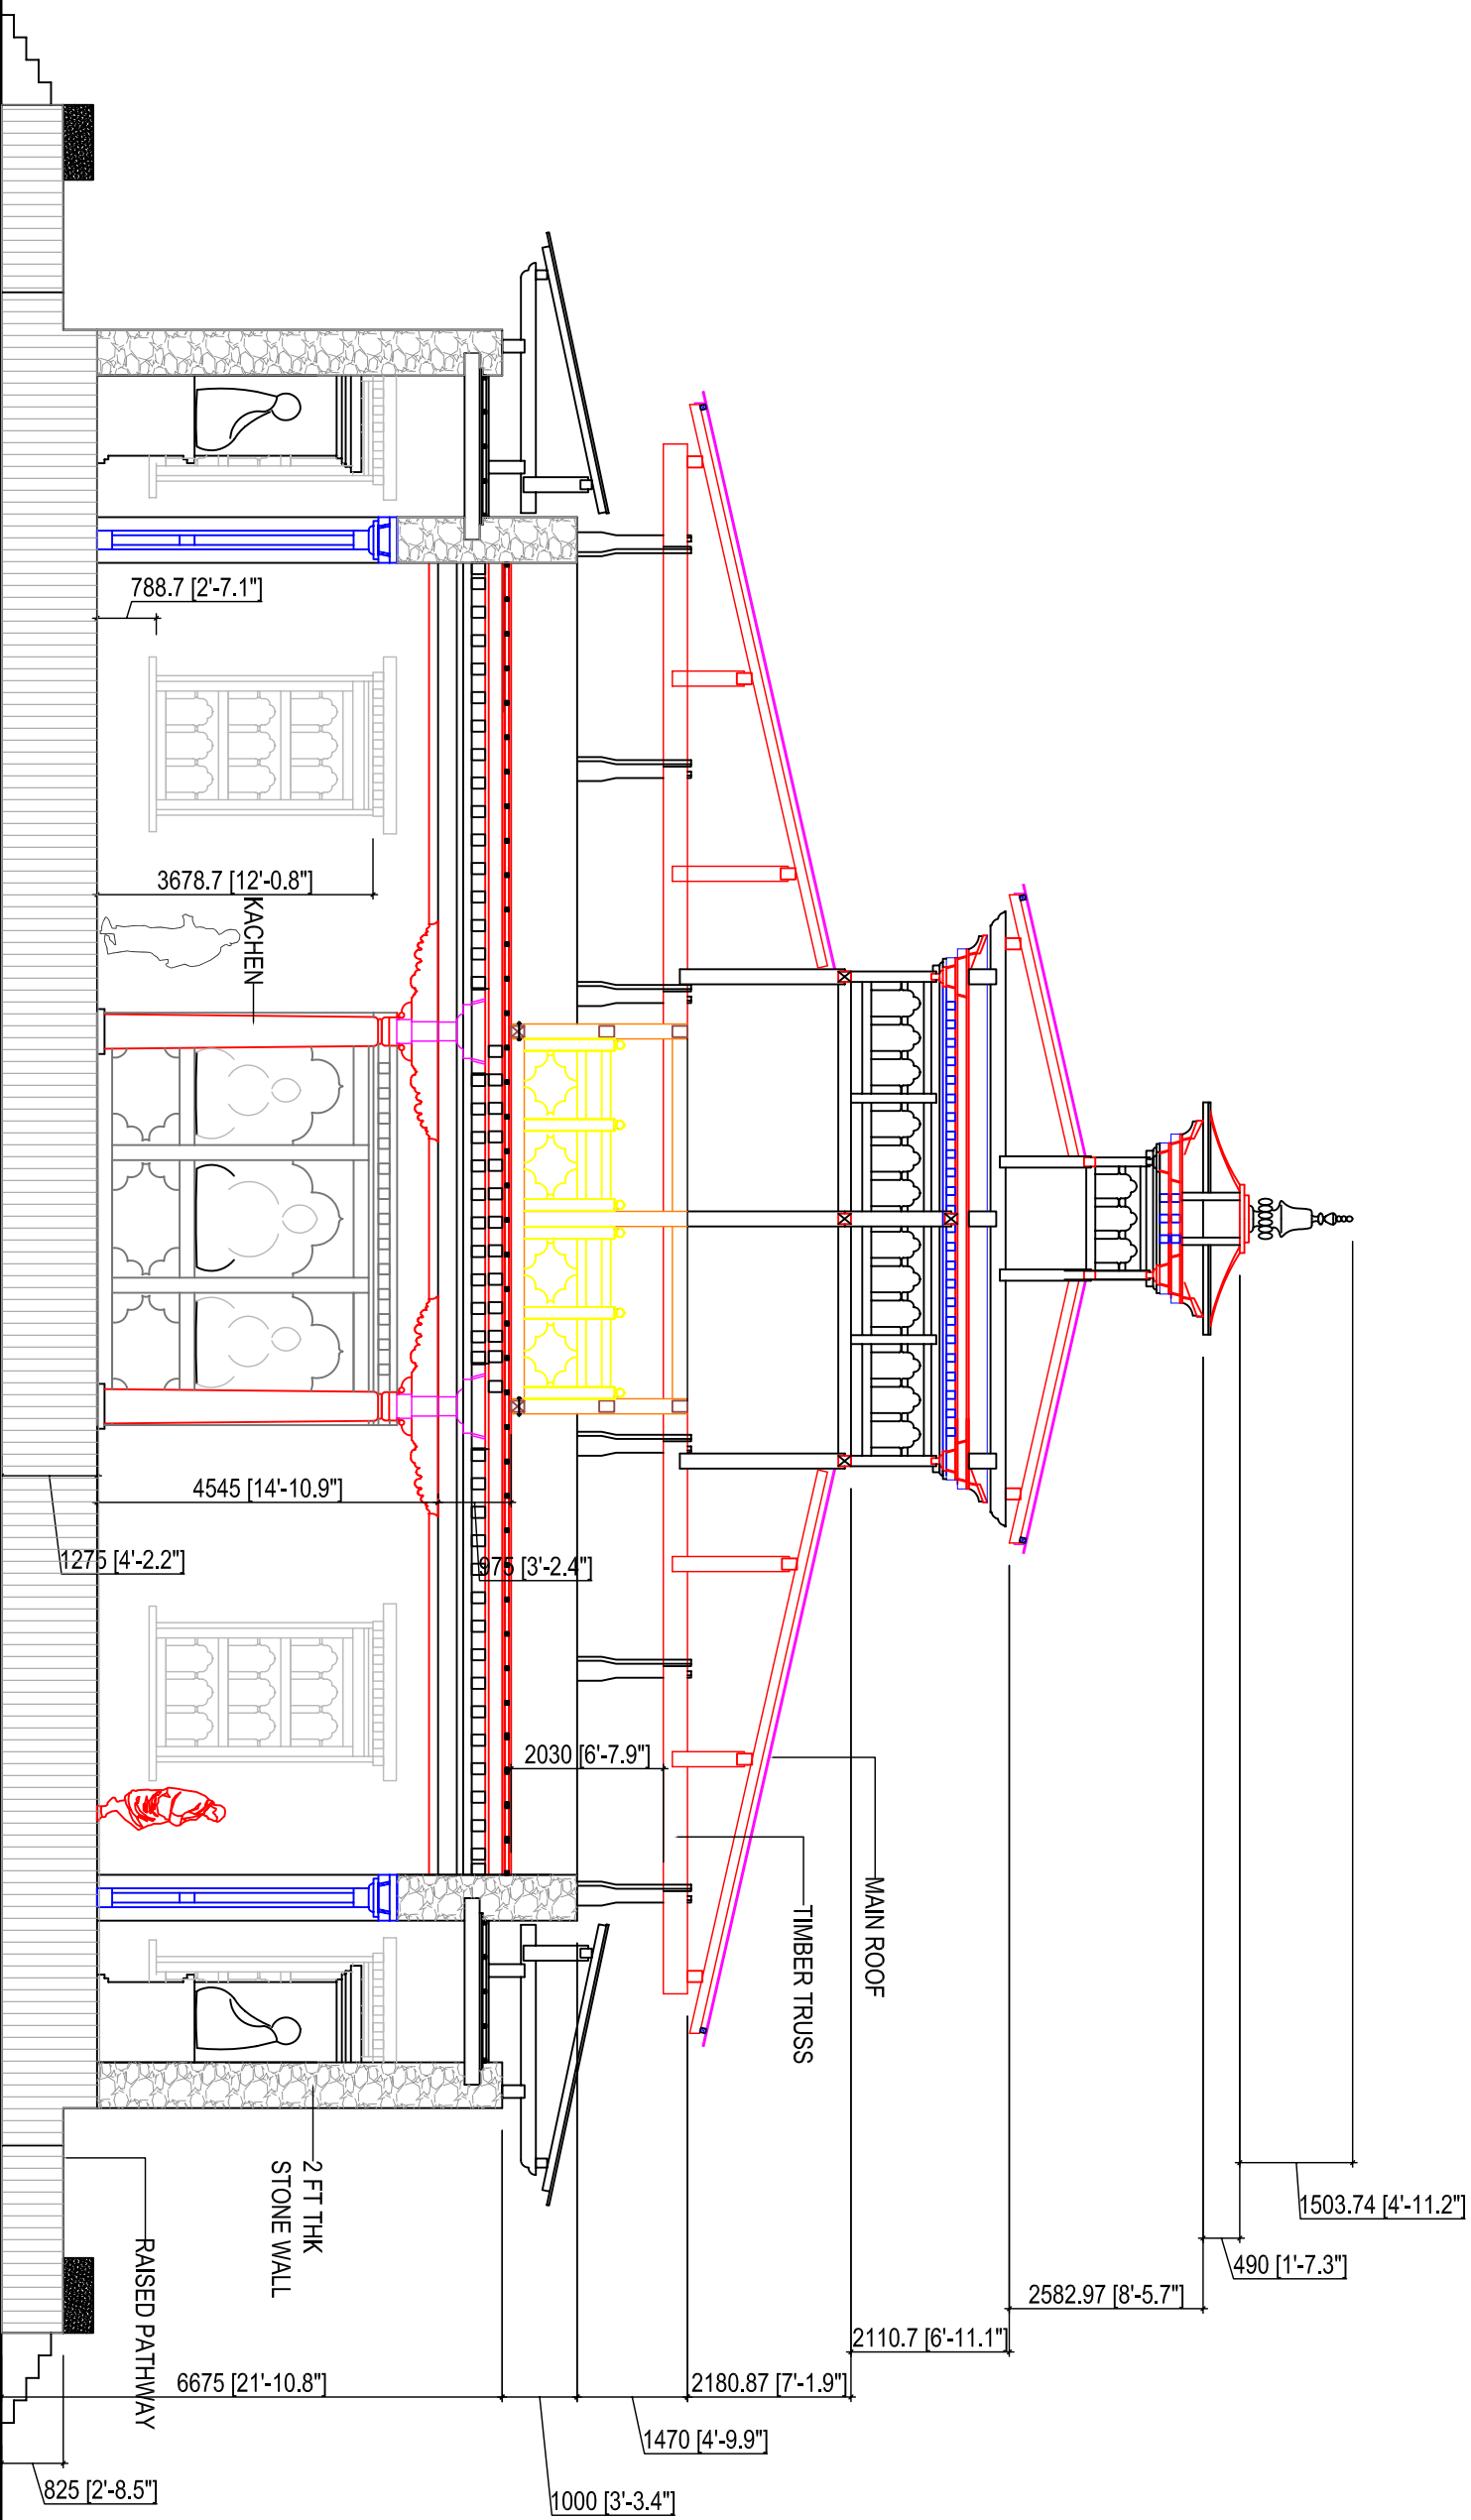 788.7 [2'-7.1"]
3678.7 [12'-0.8"]
KACHEN
4545 [14'-10.9"]
1275 [4'-2.2"]
975 [3'-2.4"]
2030 [6'-7.9"]
MAIN ROOF
TIMBER TRUSS
2 FT THK
STONE WALL
RAISED PATHWAY
1503.74 [4'-11.2"]
490 [1'-7.3"]
2582.97 [8'-5.7"]
2110.7 [6'-11.1"]
2180.87 [7'-1.9"]
6675 [21'-10.8"]
1470 [4'-9.9"]
825 [2'-8.5"]
1000 [3'-3.4"]